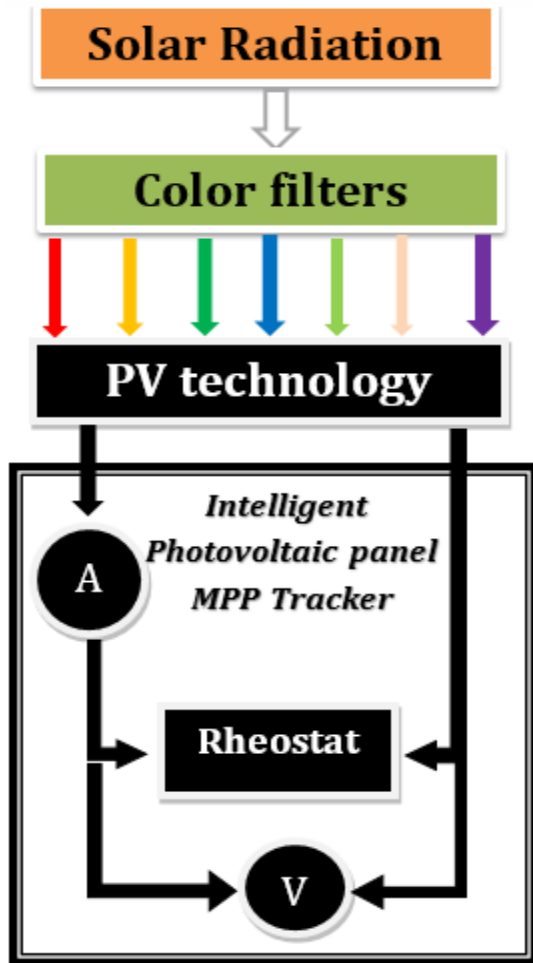 Solar Radiation
Color filters
PV technology
Intelligent
Photovoltaic panel
MPP Tracker
A
Rheostat
V